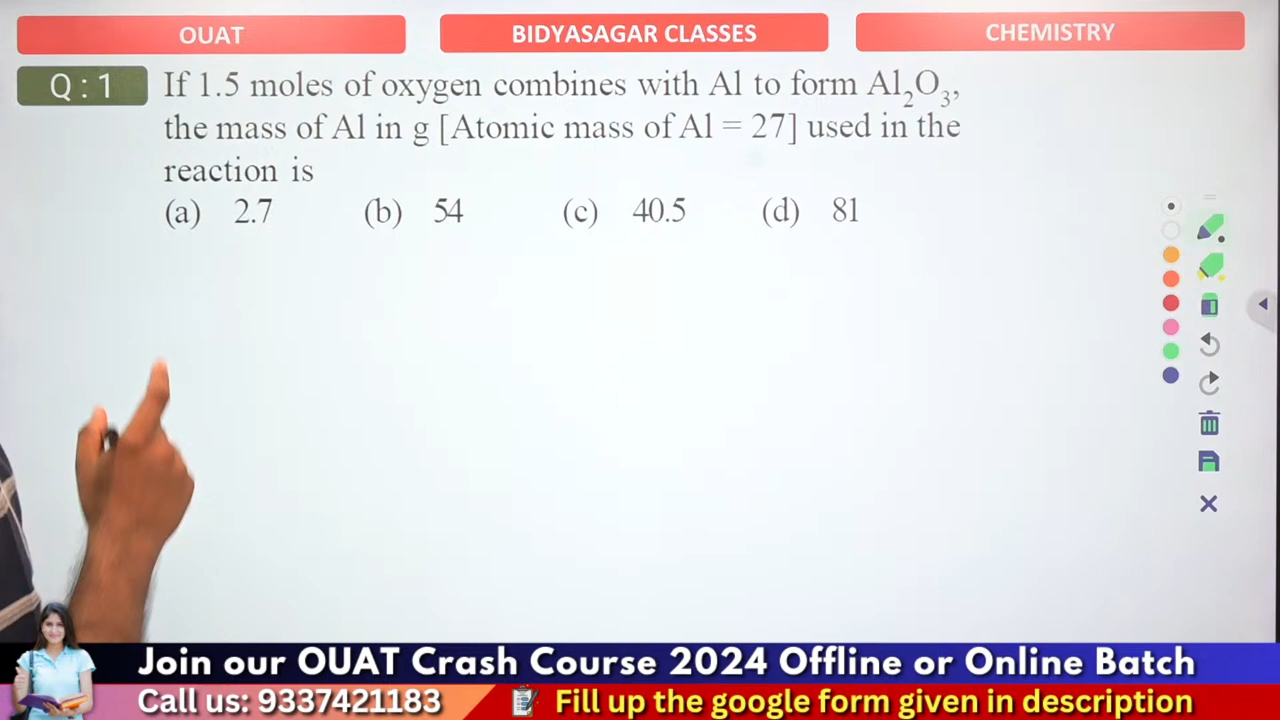 OUAT
BIDYASAGAR CLASSES
CHEMISTRY
Q : 1
If 1.5 moles of oxygen combines with Al to form Al₂O₃,
the mass of Al in g [Atomic mass of Al = 27] used in the
reaction is
(a) 2.7 (b) 54 (c) 40.5 (d) 81
Join our OUAT Crash Course 2024 Offline or Online Batch
Call us: 9337421183
Fill up the google form given in description